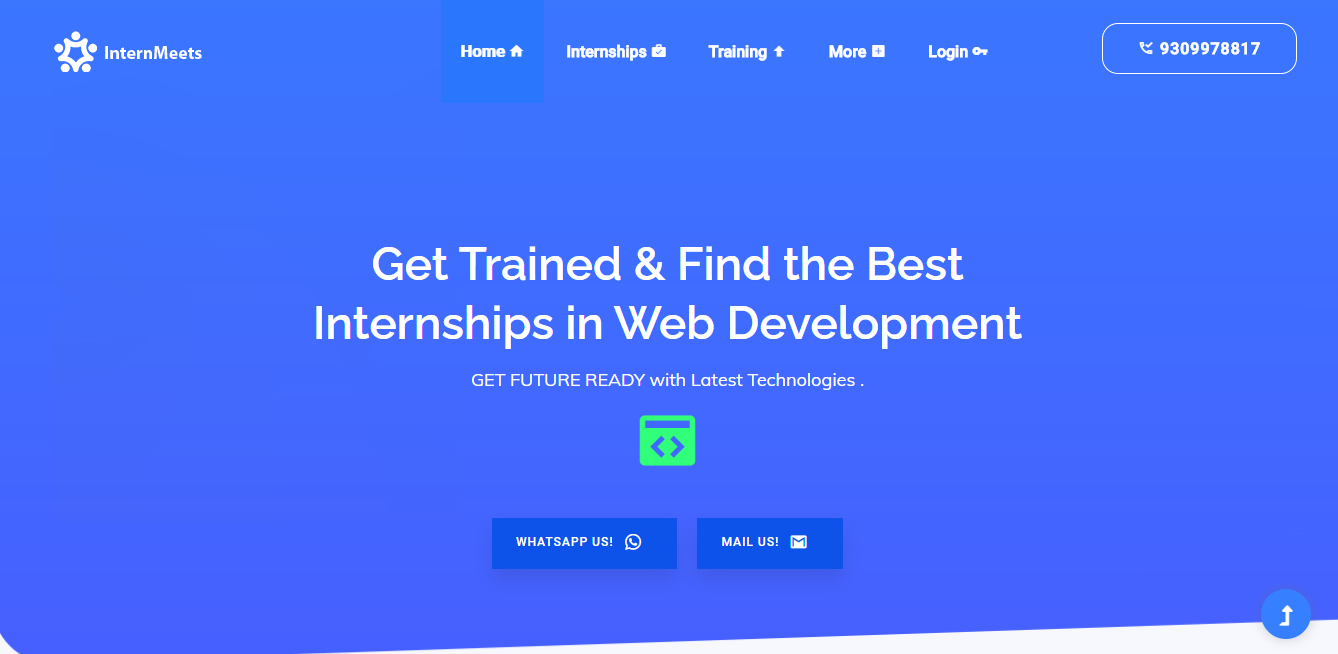 InternMeets
Home
Internships
Training
More
Login
9309978817
Get Trained & Find the Best
Internships in Web Development
GET FUTURE READY with Latest Technologies .
WHATSAPP US!
MAIL US!